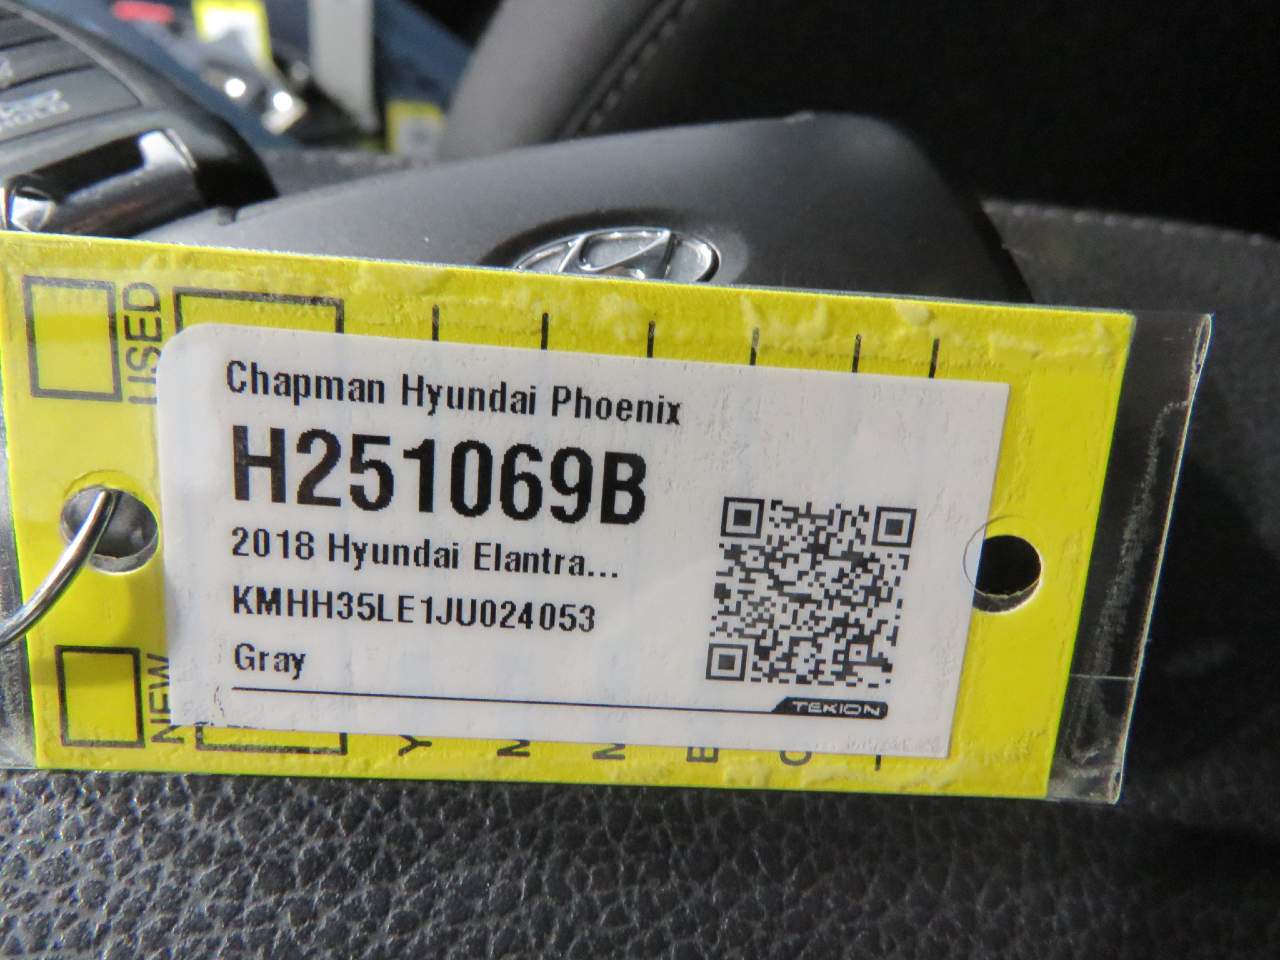 USED
Chapman Hyundai Phoenix
H251069B
2018 Hyundai Elantra...
KMHH35LE1JU024053
Gray
TEKION
NEW